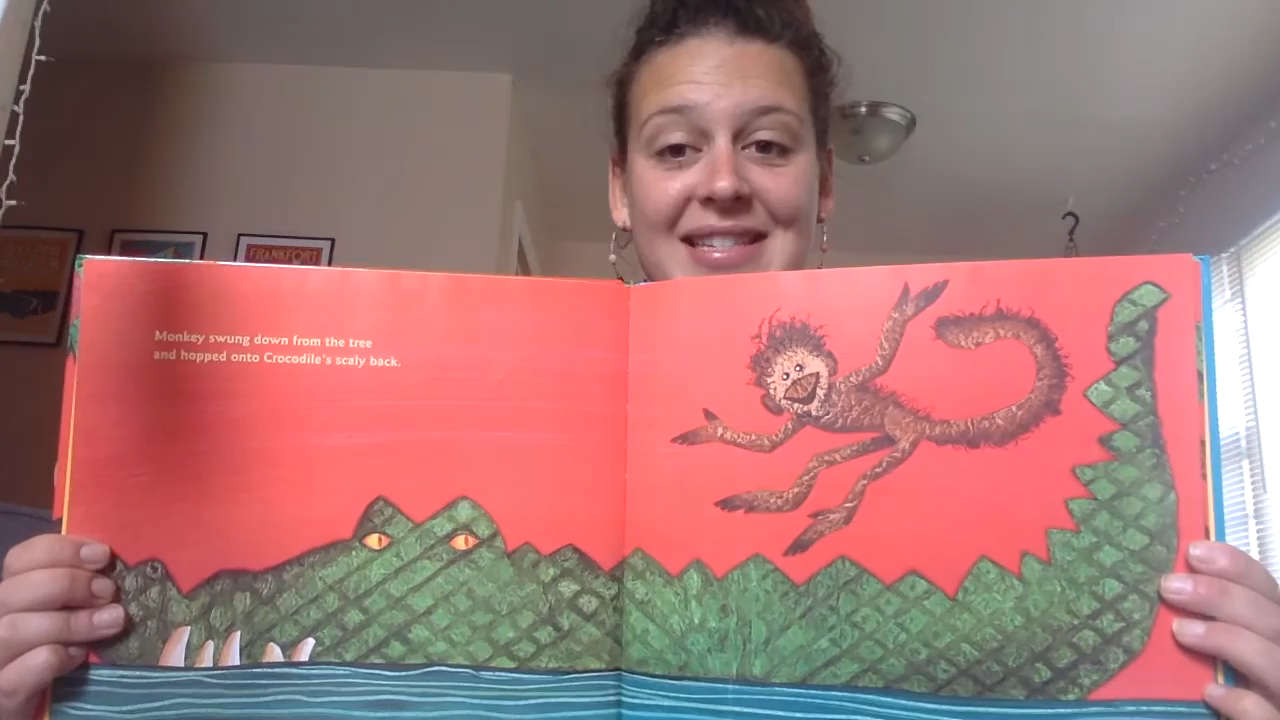 FRANKFORT
Monkey swung down from the tree
and hopped onto Crocodile's scaly back.